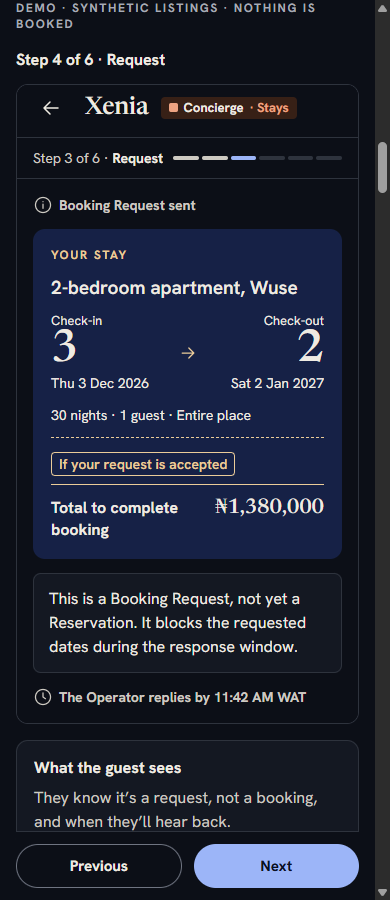 DEMO • SYNTHETIC LISTINGS • NOTHING IS
BOOKED
Step 4 of 6 · Request
Xenia
Concierge · Stays
Step 3 of 6 · Request
Booking Request sent
YOUR STAY
2-bedroom apartment, Wuse
Check-in
Check-out
3
→
2
Thu 3 Dec 2026
Sat 2 Jan 2027
30 nights · 1 guest · Entire place
If your request is accepted
Total to complete
booking
₦1,380,000
This is a Booking Request, not yet a
Reservation. It blocks the requested
dates during the response window.
The Operator replies by 11:42 AM WAT
What the guest sees
They know it’s a request, not a booking,
and when they’ll hear back.
Previous
Next